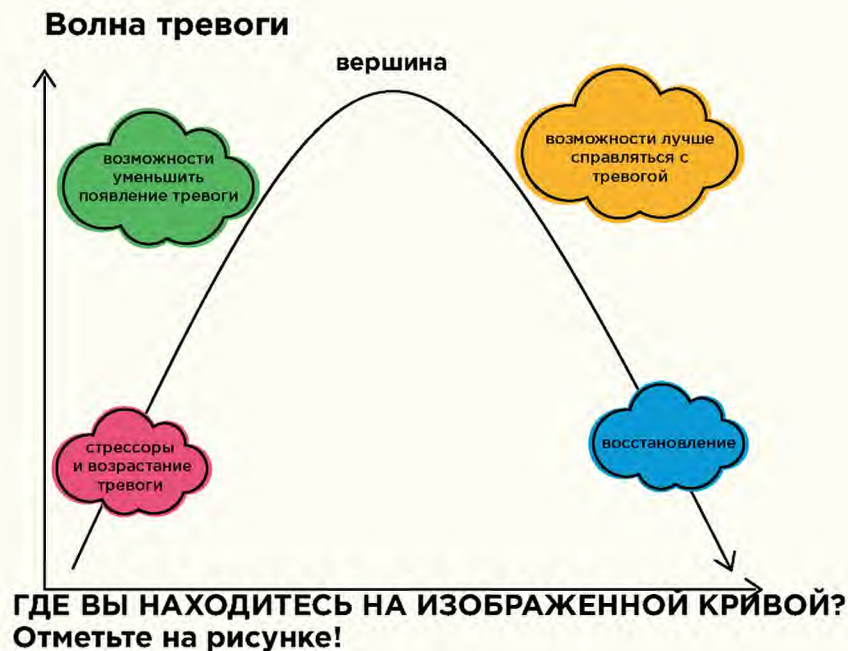 Волна тревоги
вершина
возможности
уменьшить
появление тревоги
возможности лучше
справляться с
тревогой
стрессоры
и возрастание
тревоги
восстановление
ГДЕ ВЫ НАХОДИТЕСЬ НА ИЗОБРАЖЕННОЙ КРИВОЙ?
Отметьте на рисунке!